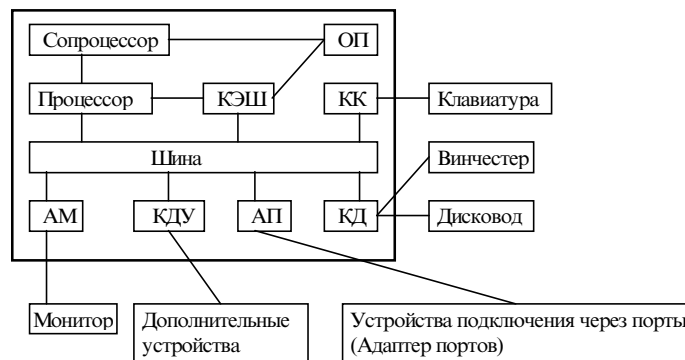 Сопроцессор
ОП
Процессор
КЭШ
КК
Клавиатура
Шина
Винчестер
АМ
КДУ
АП
КД
Дисковод
Монитор
Дополнительные
устройства
Устройства подключения через порты
(Адаптер портов)